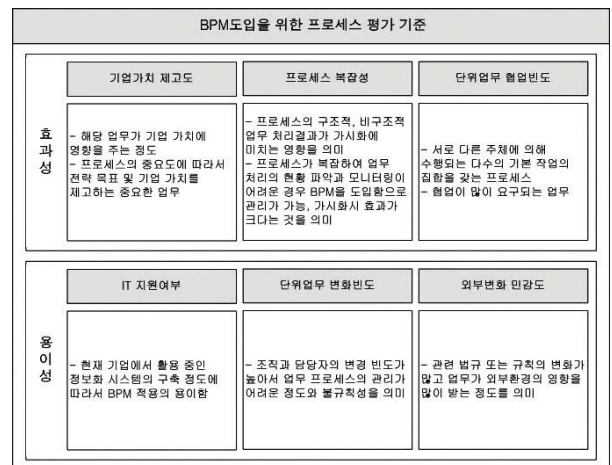 BPM도입을 위한 프로세스 평가 기준
효과성
기업가치 제고도
- 해당 업무가 기업 가치에
영향을 주는 정도
- 프로세스의 중요도에 따라서
전략 목표 및 기업 가치를
제고하는 중요한 업무
프로세스 복잡성
- 프로세스의 구조적, 비구조적
업무 처리결과가 가시화에
미치는 영향을 의미
- 프로세스가 복잡하여 업무
처리의 현황 파악과 모니터링이
어려운 경우 BPM을 도입함으로
관리가 가능, 가시화시 효과가
크다는 것을 의미
단위업무 협업빈도
- 서로 다른 주체에 의해
수행되는 다수의 기본 작업의
집합을 갖는 프로세스
- 협업이 많이 요구되는 업무
용이성
IT 지원여부
- 현재 기업에서 활용 중인
정보화 시스템의 구축 정도에
따라서 BPM 적용의 용이함
단위업무 변화빈도
- 조직과 담당자의 변경 빈도가
높아서 업무 프로세스의 관리가
어려운 정도와 불규칙성을 의미
외부변화 민감도
- 관련 법규 또는 규칙의 변화가
많고 업무가 외부환경의 영향을
많이 받는 정도를 의미